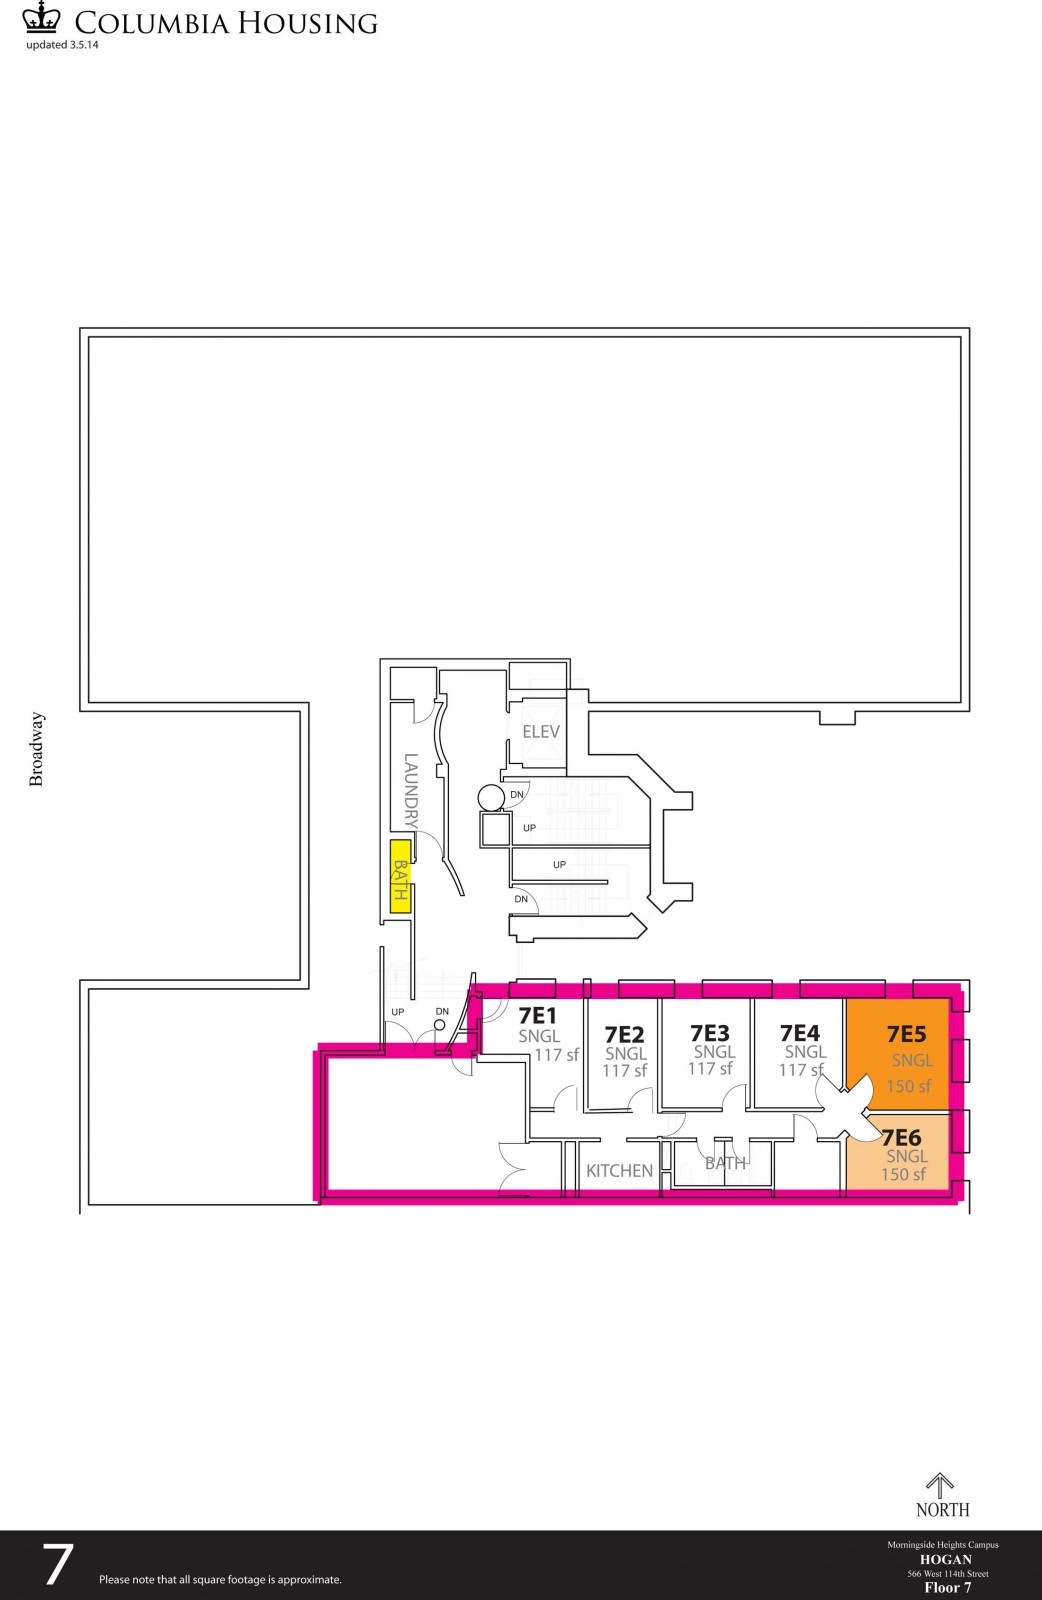 COLUMBIA HOUSING
updated 3.5.14
Broadway
ELEV
LAUNDRY
DN
UP
BATH
UP
DN
UP
DN
7E1
SNGL
117 sf
7E2
SNGL
117 sf
7E3
SNGL
117 sf
7E4
SNGL
117 sf
7E5
SNGL
150 sf
7E6
SNGL
150 sf
KITCHEN
BATH
NORTH
7
Please note that all square footage is approximate.
Morningside Heights Campus
HOGAN
566 West 114th Street
Floor 7